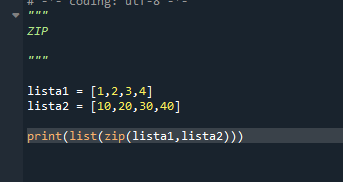 # -*- coding: utf-8 -*-
"""
ZIP
"""
lista1 = [1,2,3,4]
lista2 = [10,20,30,40]
print(list(zip(lista1,lista2)))